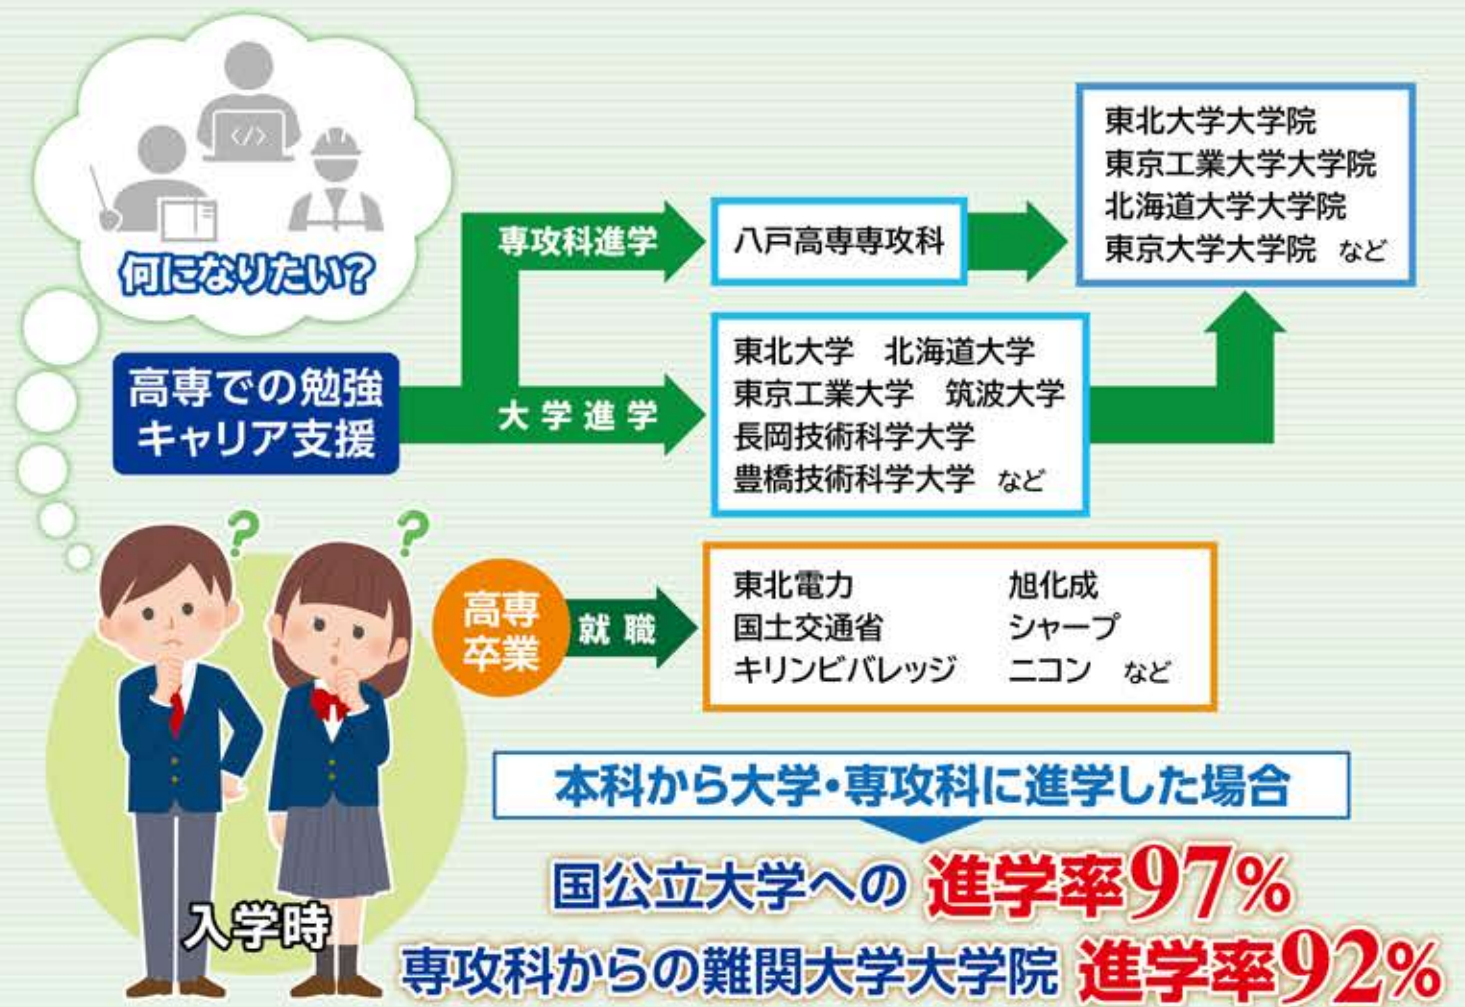 </>
何になりたい?
高専での勉強
キャリア支援
専攻科進学
八戸高専専攻科
東北大学大学院
東京工業大学大学院
北海道大学大学院
東京大学大学院 など
大学進学
東北大学 北海道大学
東京工業大学 筑波大学
長岡技術科学大学
豊橋技術科学大学 など
? ?
高専
卒業
就職
東北電力 旭化成
国土交通省 シャープ
キリンビバレッジ ニコン など
入学時
本科から大学・専攻科に進学した場合
国公立大学への 進学率97%
専攻科からの難関大学大学院 進学率92%